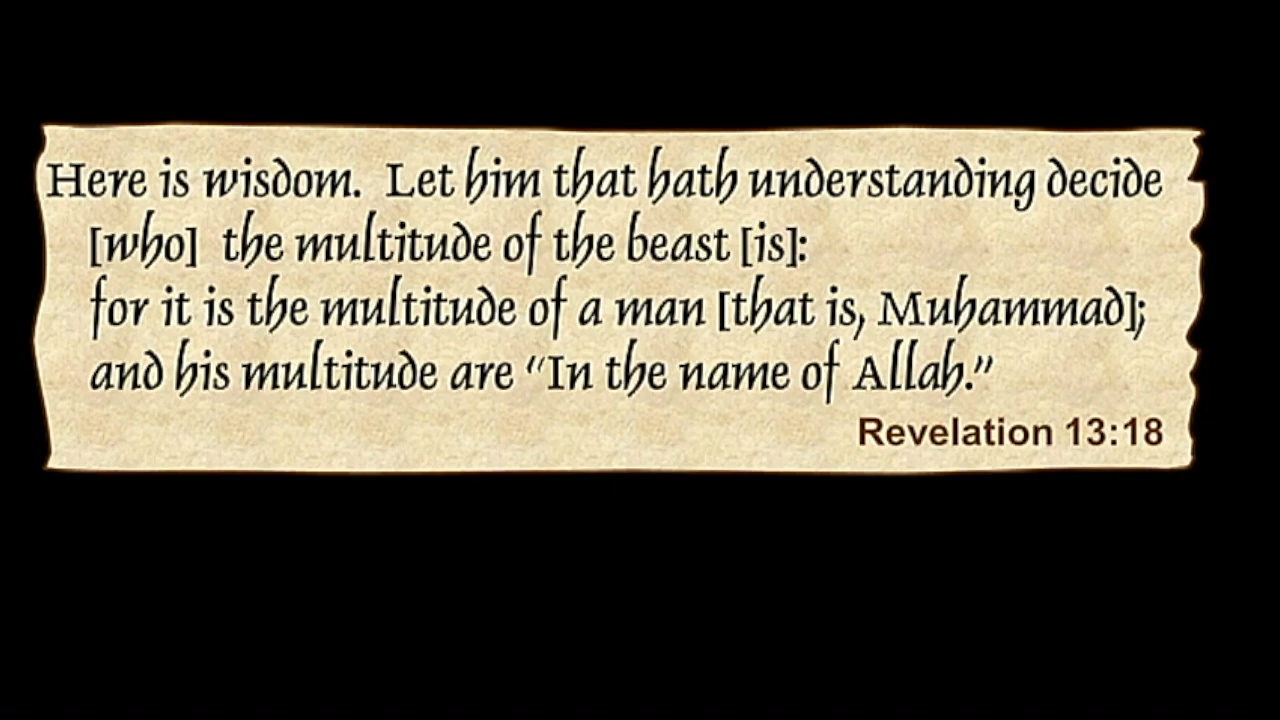 Here is wisdom. Let him that hath understanding decide
[who] the multitude of the beast [is]:
for it is the multitude of a man [that is, Muhammad];
and his multitude are “In the name of Allah.”
Revelation 13:18